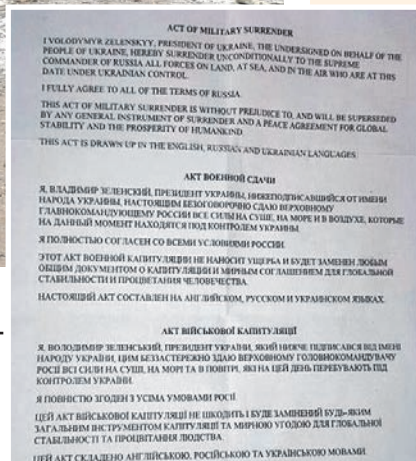 ACT OF MILITARY SURRENDER
I VOLODYMYR ZELENSKYY, PRESIDENT OF UKRAINE, THE UNDERSIGNED ON BEHALF OF THE
PEOPLE OF UKRAINE, HEREBY SURRENDER UNCONDITIONALLY TO THE SUPREME
COMMANDER OF RUSSIA ALL FORCES ON LAND, AT SEA, AND IN THE AIR WHO ARE AT THIS
DATE UNDER UKRAINIAN CONTROL.
I FULLY AGREE TO ALL OF THE TERMS OF RUSSIA.
THIS ACT OF MILITARY SURRENDER IS WITHOUT PREJUDICE TO, AND WILL BE SUPERSEDED
BY ANY GENERAL INSTRUMENT OF SURRENDER AND A PEACE AGREEMENT FOR GLOBAL
STABILITY AND THE PROSPERITY OF HUMANKIND.
THIS ACT IS DRAWN UP IN THE ENGLISH, RUSSIAN AND UKRAINIAN LANGUAGES.
АКТ ВОЕННОЙ СДАЧИ
Я, ВЛАДИМИР ЗЕЛЕНСКИЙ, ПРЕЗИДЕНТ УКРАИНЫ, НИЖЕПОДПИСАВШИЙСЯ ОТ ИМЕНИ
НАРОДА УКРАИНЫ, НАСТОЯЩИМ БЕЗОГОВОРОЧНО СДАЮ ВЕРХОВНОМУ
ГЛАВНОКОМАНДУЮЩЕМУ РОССИИ ВСЕ СИЛЫ НА СУШЕ, НА МОРЕ И В ВОЗДУХЕ, КОТОРЫЕ
НА ДАННЫЙ МОМЕНТ НАХОДЯТСЯ ПОД КОНТРОЛЕМ УКРАИНЫ.
Я ПОЛНОСТЬЮ СОГЛАСЕН СО ВСЕМИ УСЛОВИЯМИ РОССИИ.
ЭТОТ АКТ ВОЕННОЙ КАПИТУЛЯЦИИ НЕ НАНОСИТ УЩЕРБА И БУДЕТ ЗАМЕНЕН ЛЮБЫМ
ОБЩИМ ДОКУМЕНТОМ О КАПИТУЛЯЦИИ И МИРНЫМ СОГЛАШЕНИЕМ ДЛЯ ГЛОБАЛЬНОЙ
СТАБИЛЬНОСТИ И ПРОЦВЕТАНИЯ ЧЕЛОВЕЧЕСТВА.
НАСТОЯЩИЙ АКТ СОСТАВЛЕН НА АНГЛИЙСКОМ, РУССКОМ И УКРАИНСКОМ ЯЗЫКАХ.
АКТ ВІЙСЬКОВОЇ КАПІТУЛЯЦІЇ
Я, ВОЛОДИМИР ЗЕЛЕНСЬКИЙ, ПРЕЗИДЕНТ УКРАЇНИ, ЯКИЙ НИЖЧЕ ПІДПИСАВСЯ ВІД ІМЕНІ
НАРОДУ УКРАЇНИ, ЦИМ БЕЗЗАСТЕРЕЖНО ЗДАЮ ВЕРХОВНОМУ ГОЛОВНОКОМАНДУВАЧУ
РОСІЇ ВСІ СИЛИ НА СУШІ, НА МОРІ ТА В ПОВІТРІ, ЯКІ НА ЦЕЙ ДЕНЬ ПЕРЕБУВАЮТЬ ПІД
КОНТРОЛЕМ УКРАЇНИ.
Я ПОВНІСТЮ ЗГОДЕН З УСІМА УМОВАМИ РОСІЇ.
ЦЕЙ АКТ ВІЙСЬКОВОЇ КАПІТУЛЯЦІЇ НЕ ШКОДИТЬ І БУДЕ ЗАМІНЕНИЙ БУДЬ-ЯКИМ
ЗАГАЛЬНИМ ІНСТРУМЕНТОМ КАПІТУЛЯЦІЇ ТА МИРНОЮ УГОДОЮ ДЛЯ ГЛОБАЛЬНОЇ
СТАБІЛЬНОСТІ ТА ПРОЦВІТАННЯ ЛЮДСТВА.
ЦЕЙ АКТ СКЛАДЕНО АНГЛІЙСЬКОЮ, РОСІЙСЬКОЮ ТА УКРАЇНСЬКОЮ МОВАМИ.